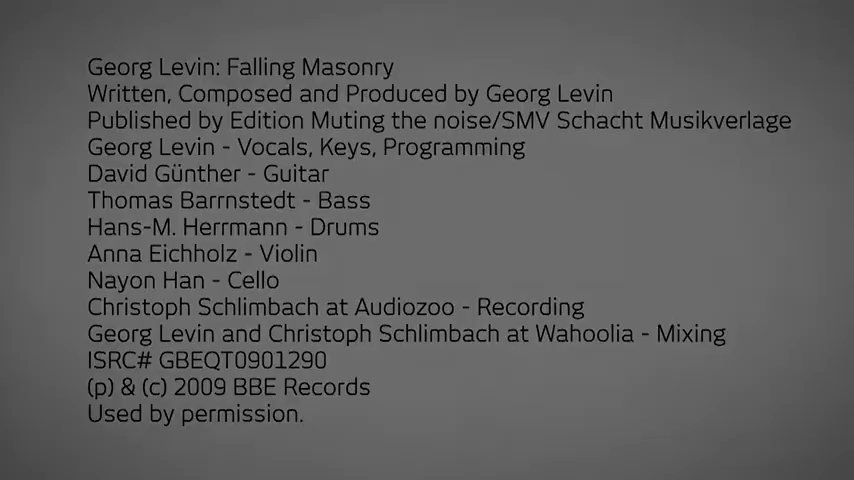 Georg Levin: Falling Masonry
Written, Composed and Produced by Georg Levin
Published by Edition Muting the noise/SMV Schacht Musikverlage
Georg Levin - Vocals, Keys, Programming
David Günther - Guitar
Thomas Barrnstedt - Bass
Hans-M. Herrmann - Drums
Anna Eichholz - Violin
Nayon Han - Cello
Christoph Schlimbach at Audiozoo - Recording
Georg Levin and Christoph Schlimbach at Wahoolia - Mixing
ISRC# GBEQT0901290
(p) & (c) 2009 BBE Records
Used by permission.